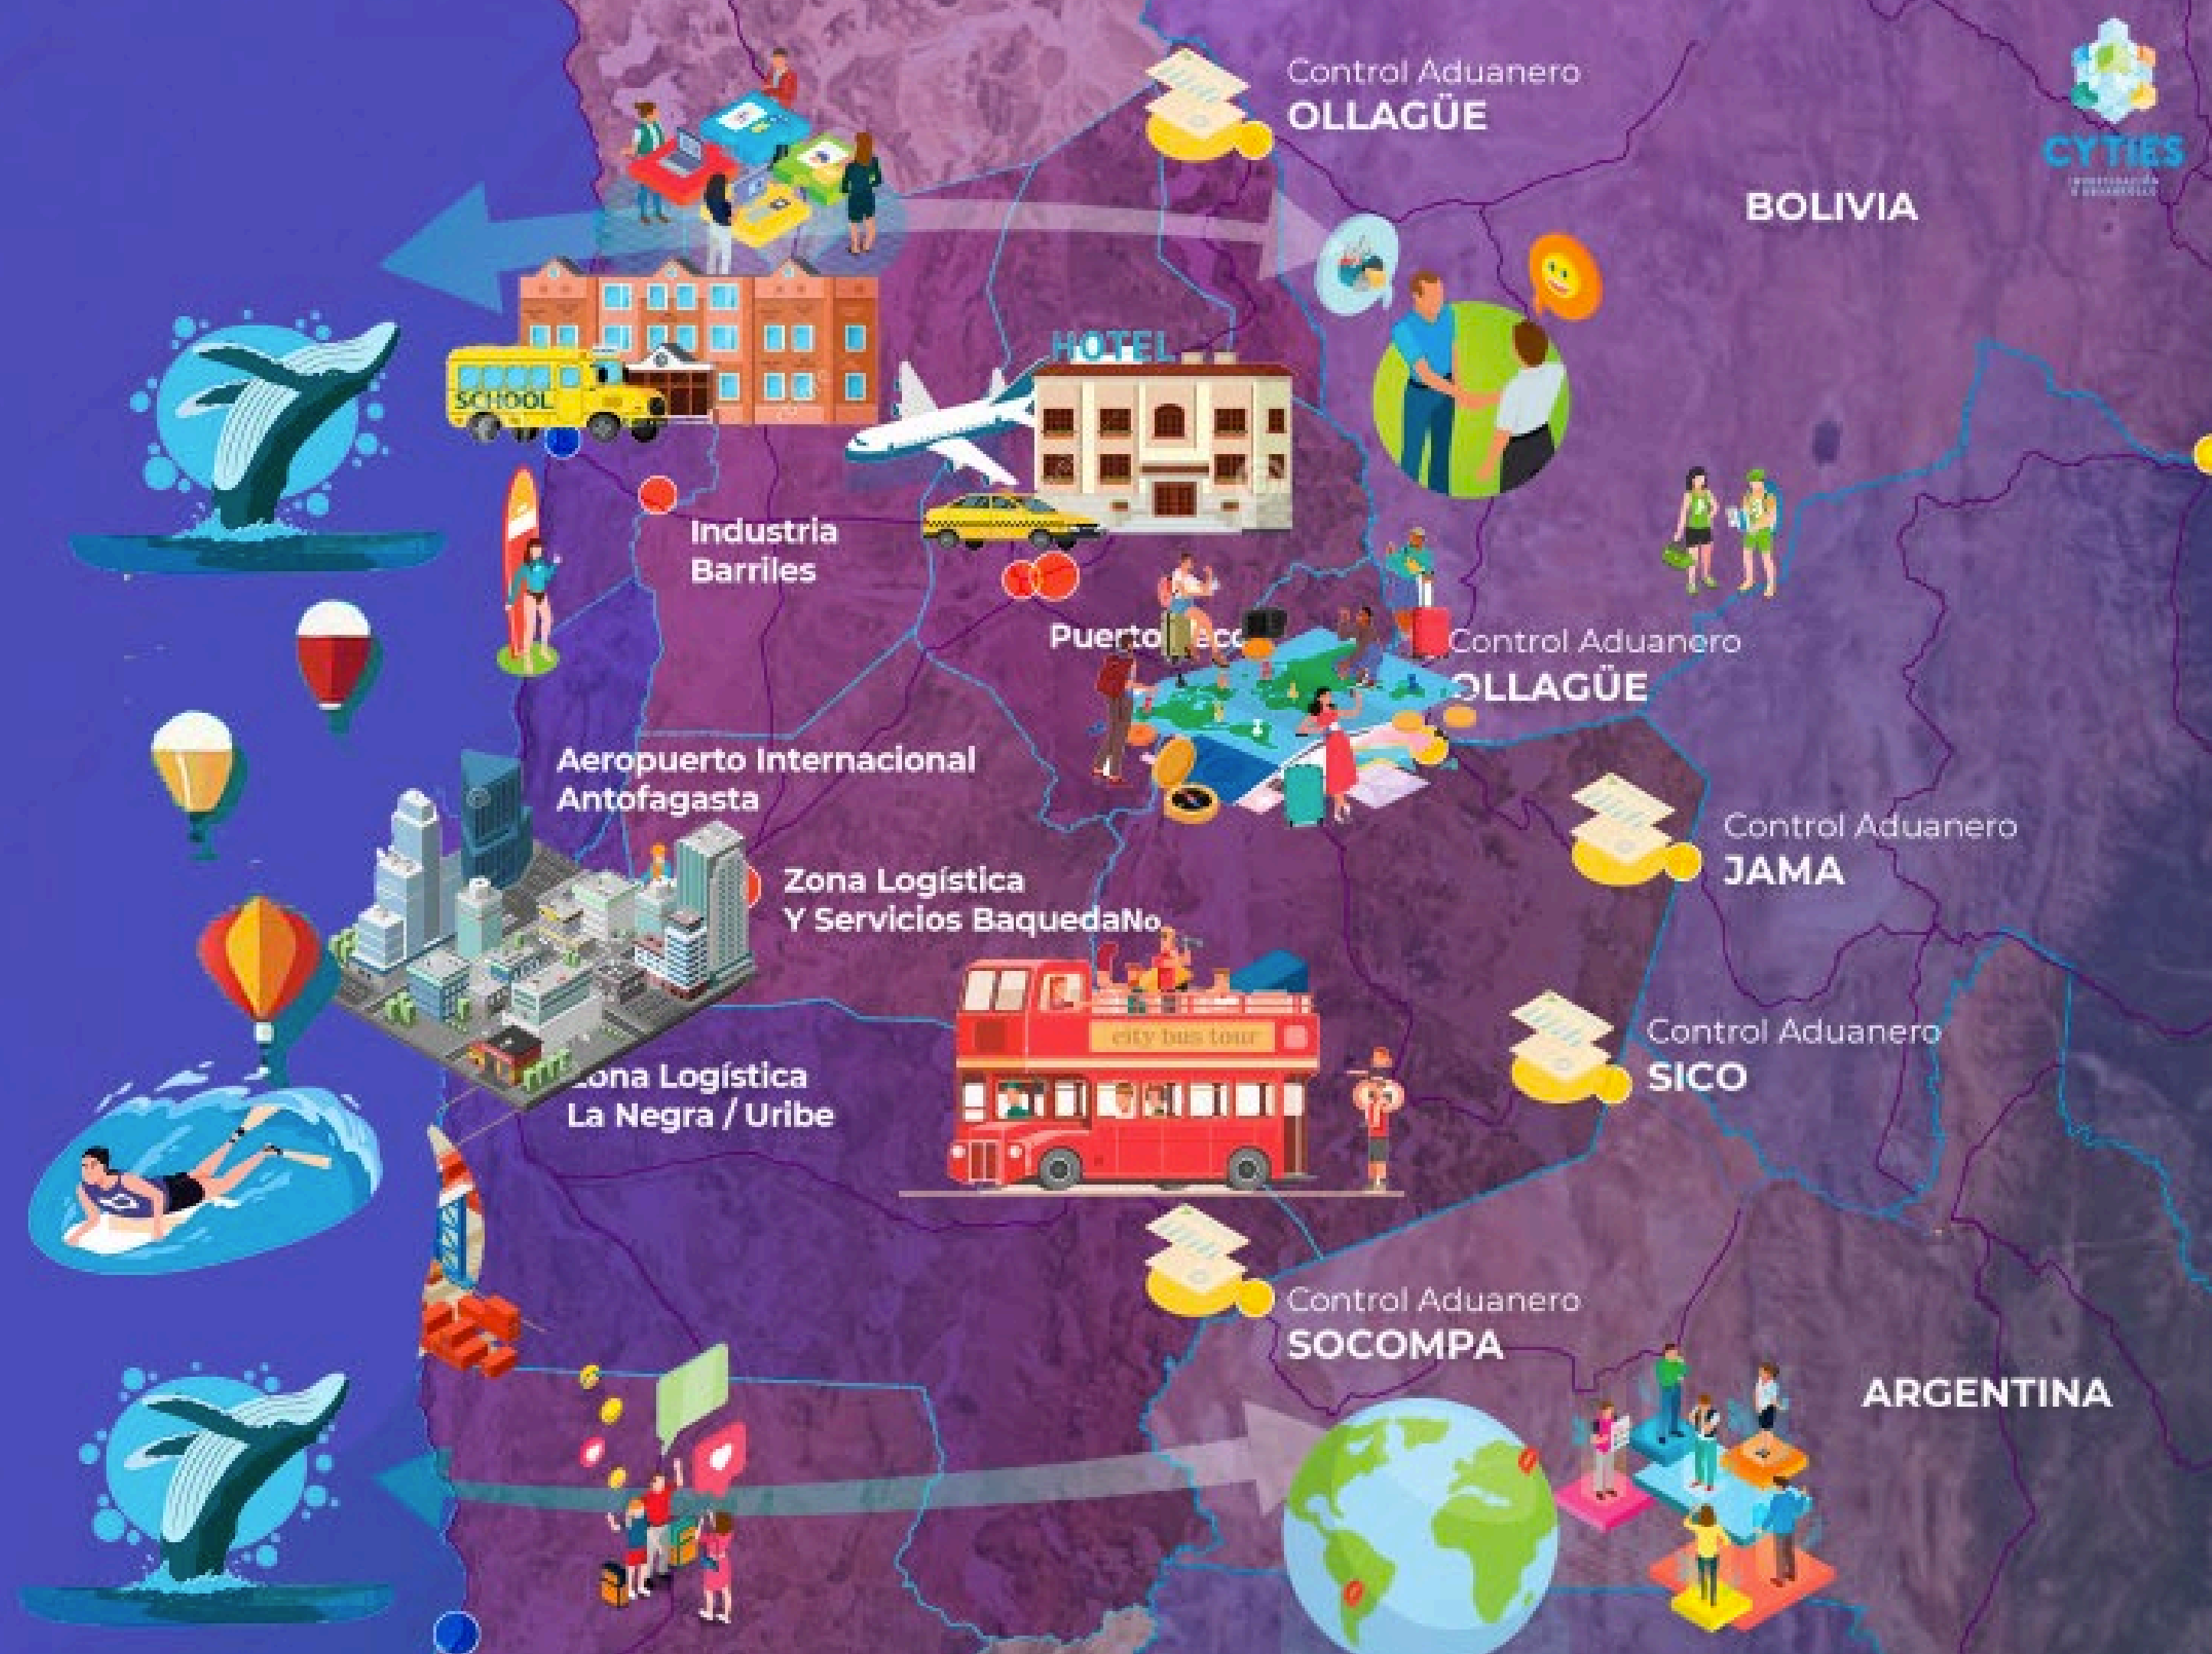 Control Aduanero
OLLAGÜE
CYTIES
BOLIVIA
HOTEL
SCHOOL
Industria
Barriles
Puerto
Control Aduanero
OLLAGÜE
Aeropuerto Internacional
Antofagasta
Control Aduanero
JAMA
Zona Logística
Y Servicios BaquedaNo
city bus tour
Control Aduanero
SICO
Zona Logística
La Negra / Uribe
Control Aduanero
SOCOMPA
ARGENTINA